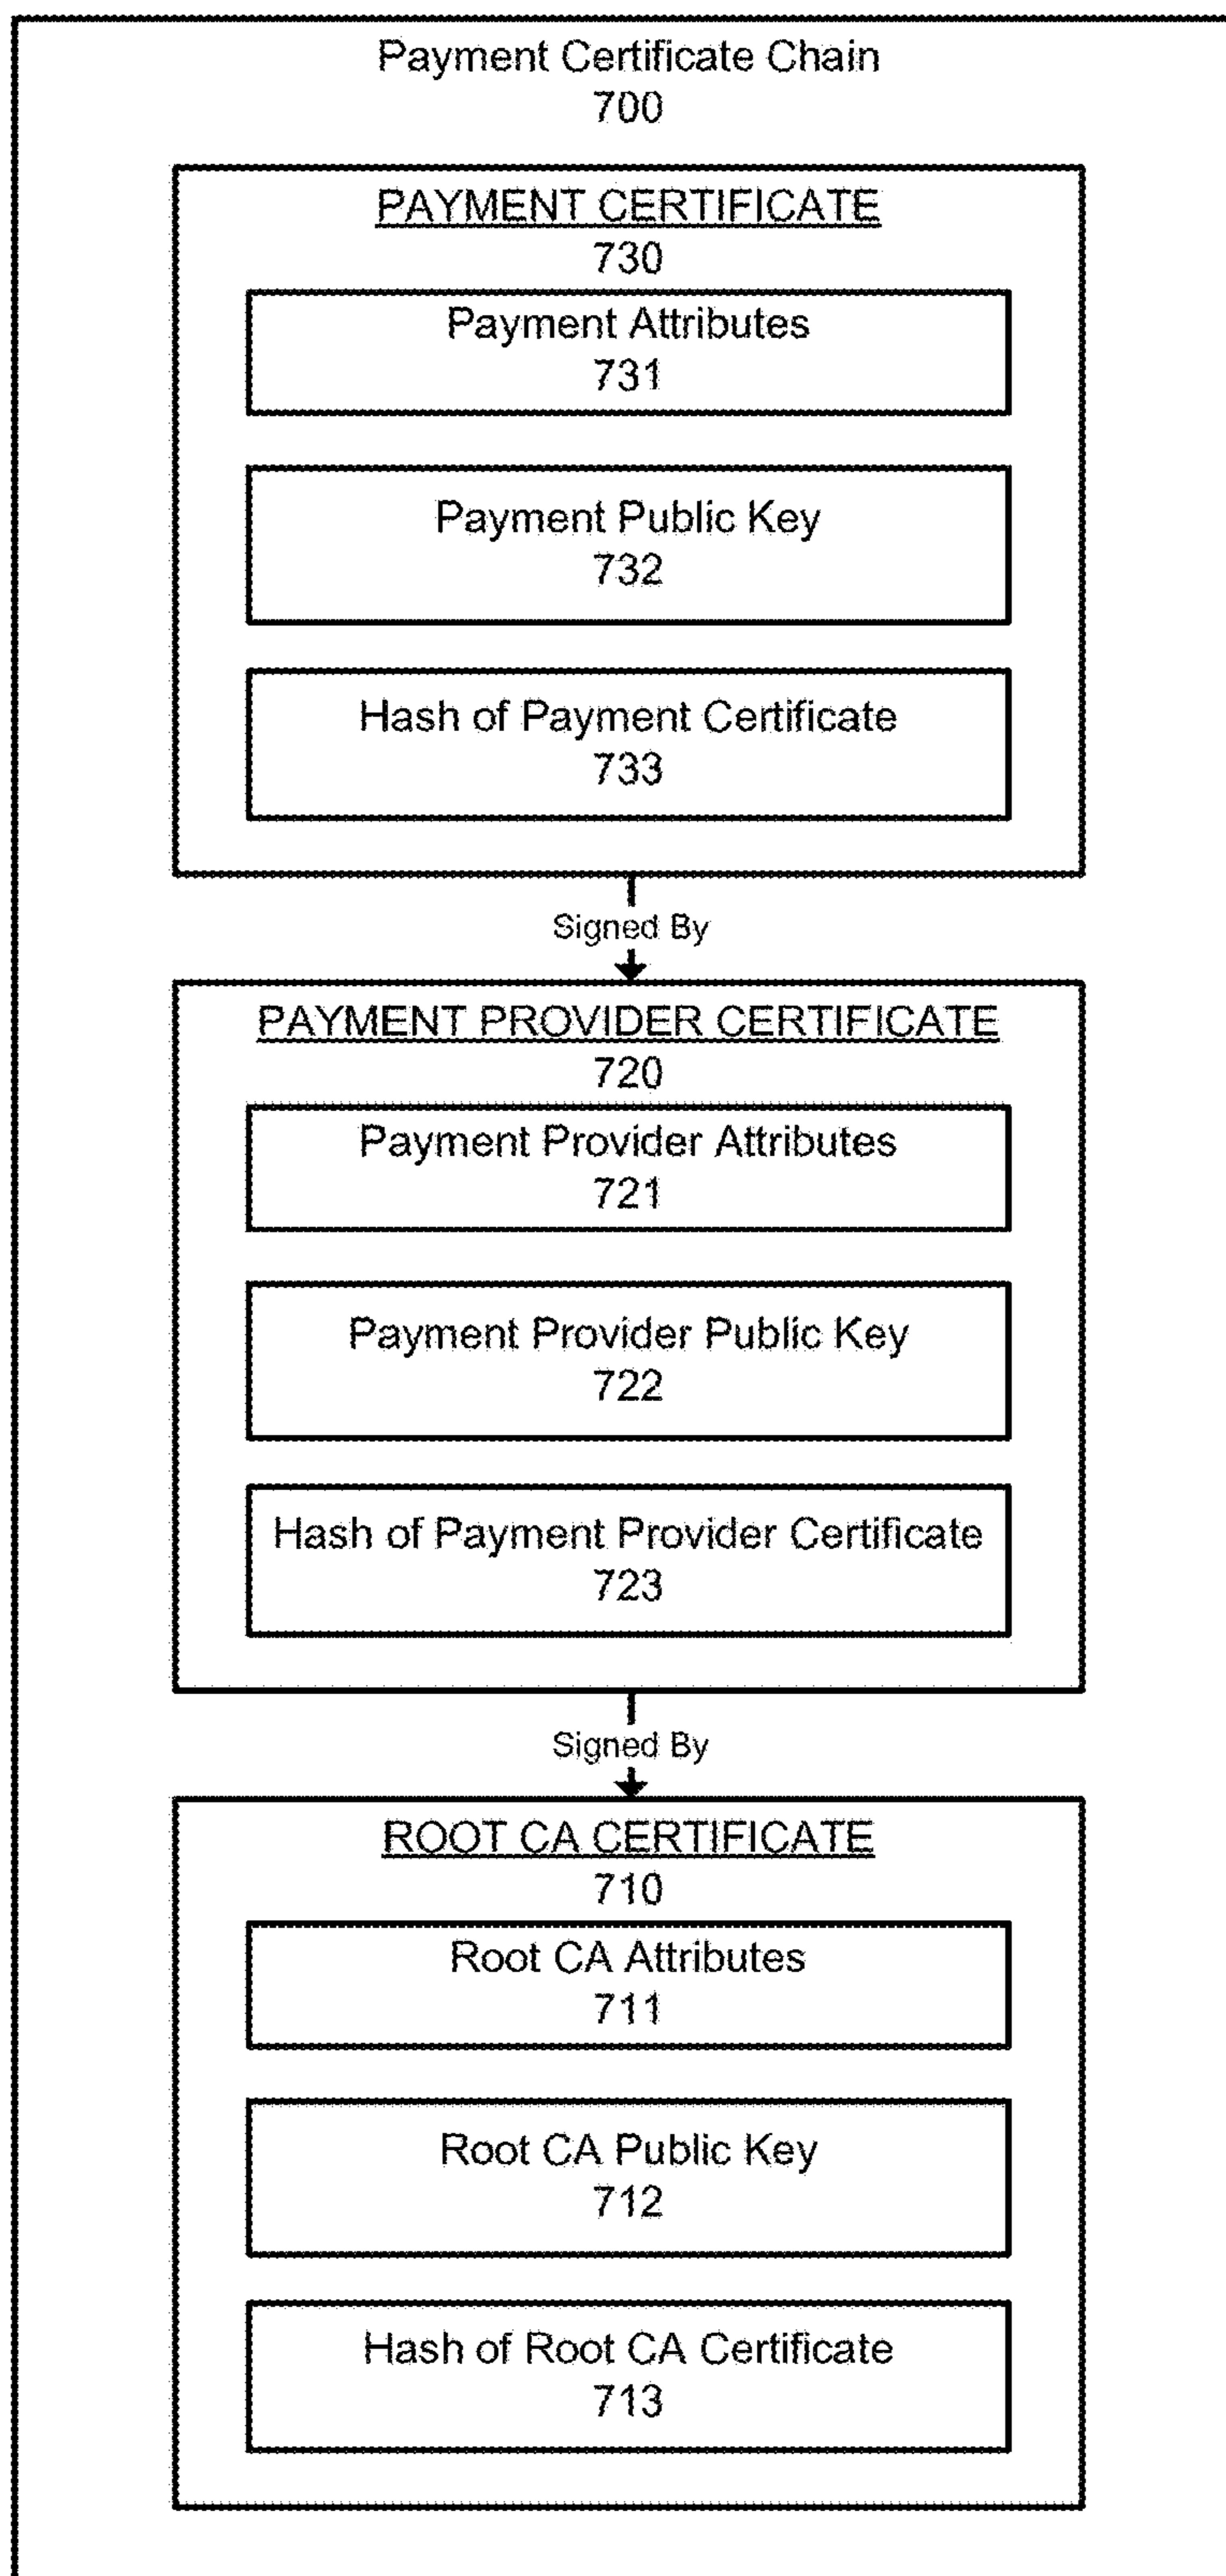 Payment Certificate Chain
700
PAYMENT CERTIFICATE
730
Payment Attributes
731
Payment Public Key
732
Hash of Payment Certificate
733
Signed By
PAYMENT PROVIDER CERTIFICATE
720
Payment Provider Attributes
721
Payment Provider Public Key
722
Hash of Payment Provider Certificate
723
Signed By
ROOT CA CERTIFICATE
710
Root CA Attributes
711
Root CA Public Key
712
Hash of Root CA Certificate
713